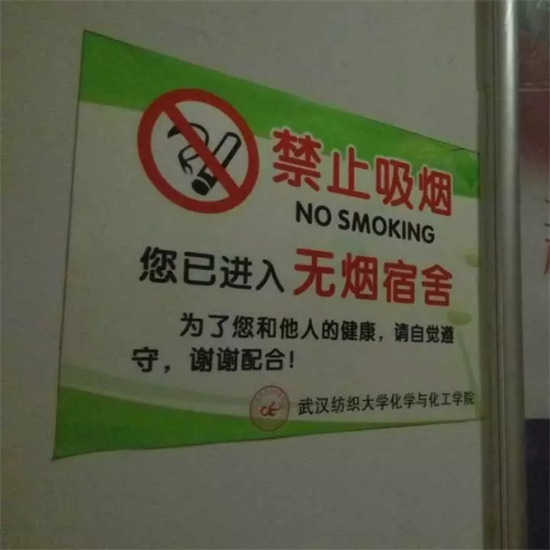 禁止吸烟
NO SMOKING
您已进入无烟宿舍
为了您和他人的健康，请自觉遵
守，谢谢配合！
武汉纺织大学化学与化工学院